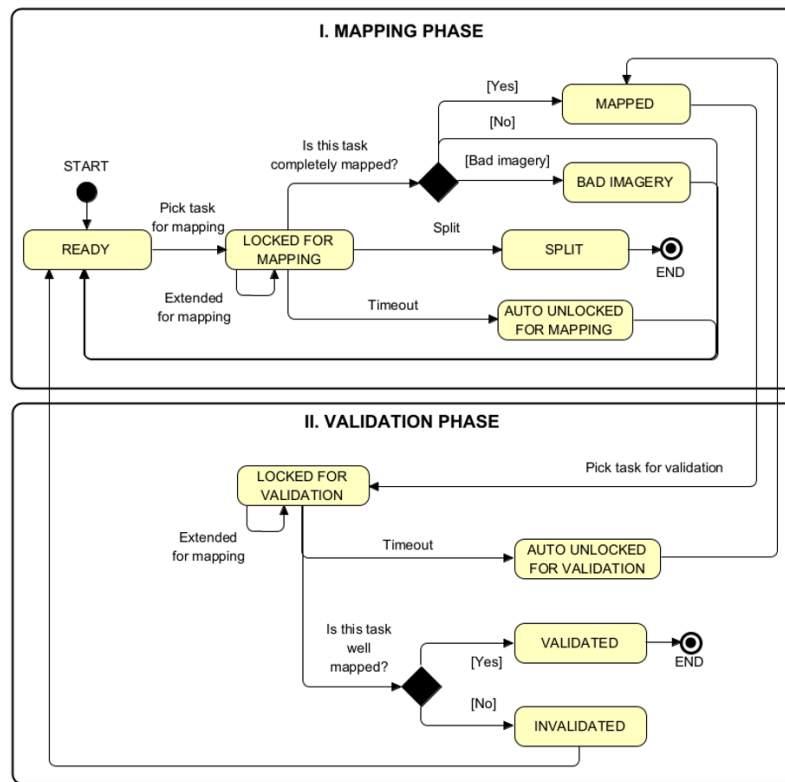 I. MAPPING PHASE
[Yes]
MAPPED
[No]
Is this task
completely mapped?
[Bad imagery]
BAD IMAGERY
START
Pick task
for mapping
READY
LOCKED FOR
MAPPING
Split
SPLIT
END
Extended
for mapping
Timeout
AUTO UNLOCKED
FOR MAPPING
II. VALIDATION PHASE
LOCKED FOR
VALIDATION
Pick task for validation
Extended
for mapping
Timeout
AUTO UNLOCKED
FOR VALIDATION
Is this task
well
mapped?
[Yes]
VALIDATED
END
[No]
INVALIDATED